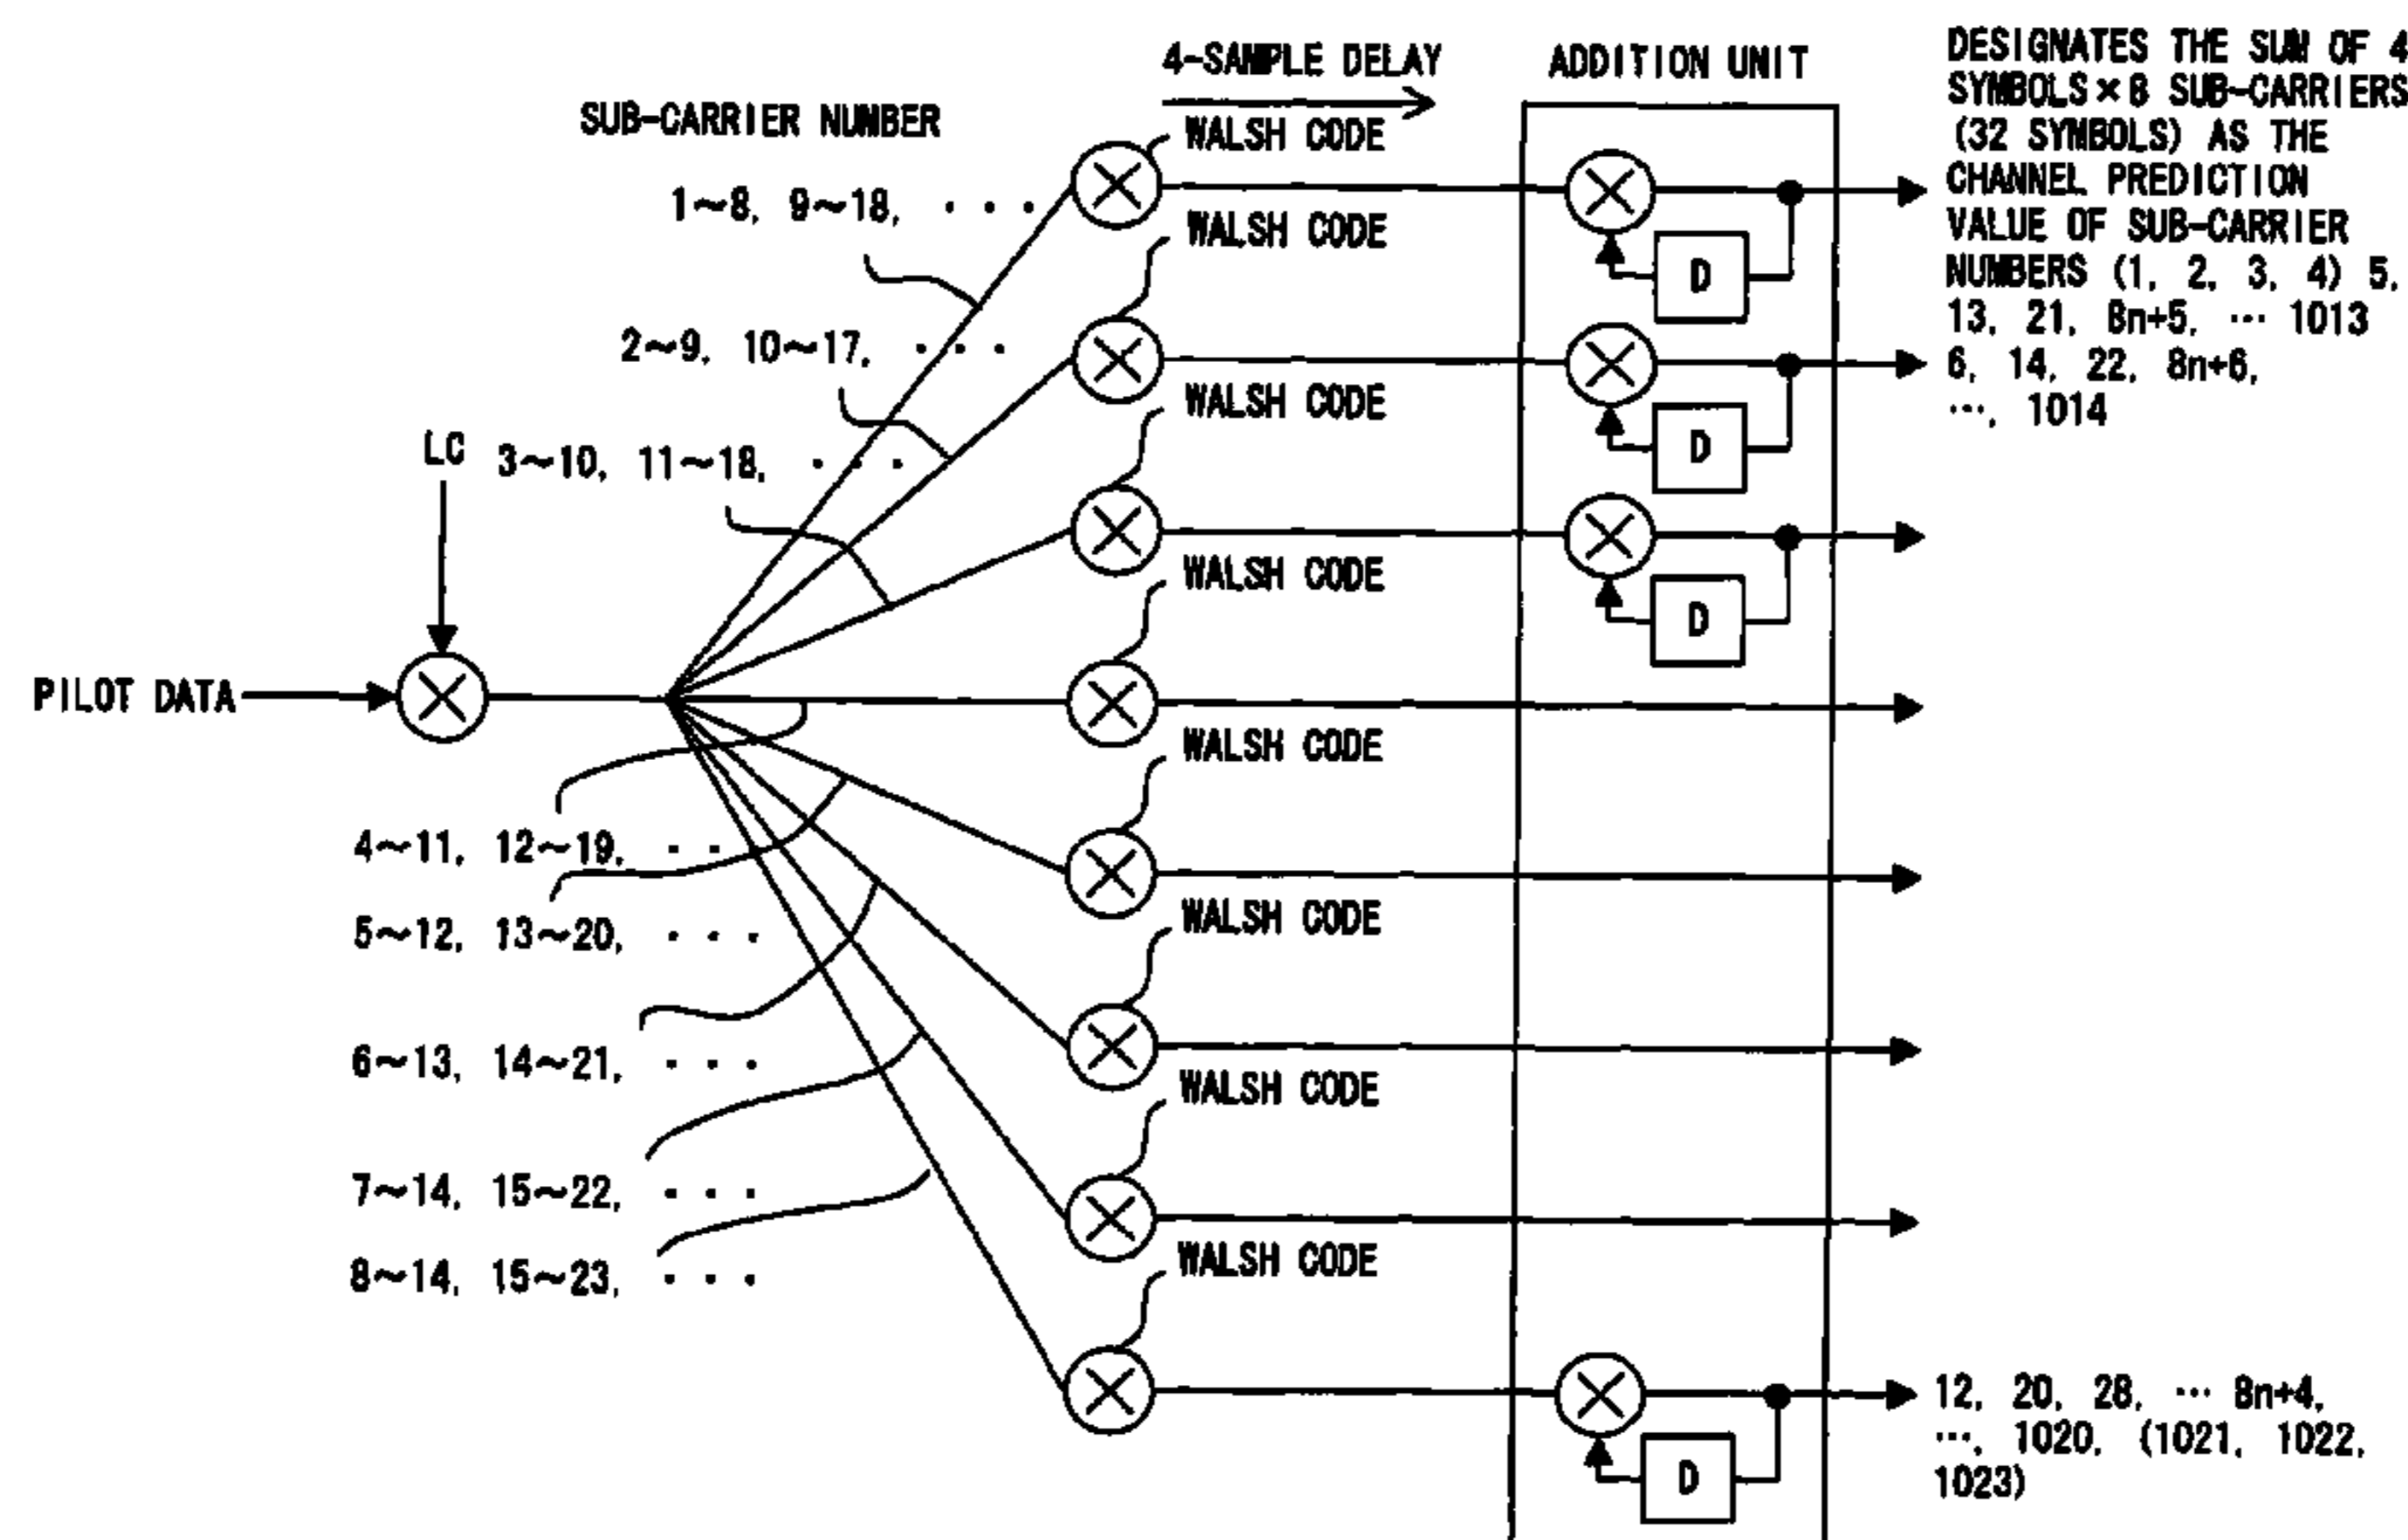 4-SAMPLE DELAY
ADDITION UNIT
DESIGNATES THE SUM OF 4
SYMBOLS×8 SUB-CARRIERS
(32 SYMBOLS) AS THE
CHANNEL PREDICTION
VALUE OF SUB-CARRIER
NUMBERS (1, 2, 3, 4) 5,
13, 21, 8n+5, ··· 1013
6, 14, 22, 8n+6,
···, 1014
SUB-CARRIER NUMBER
WALSH CODE
1~8, 9~18, · · ·
WALSH CODE
D
2~9, 10~17, · · ·
WALSH CODE
D
LC
3~10, 11~18, · · ·
WALSH CODE
D
PILOT DATA
WALSH CODE
4~11, 12~19, · · ·
WALSH CODE
5~12, 13~20, · · ·
6~13, 14~21, · · ·
WALSH CODE
7~14, 15~22, · · ·
WALSH CODE
8~14, 15~23, · · ·
12, 20, 28, ··· 8n+4,
···, 1020, (1021, 1022,
1023)
D